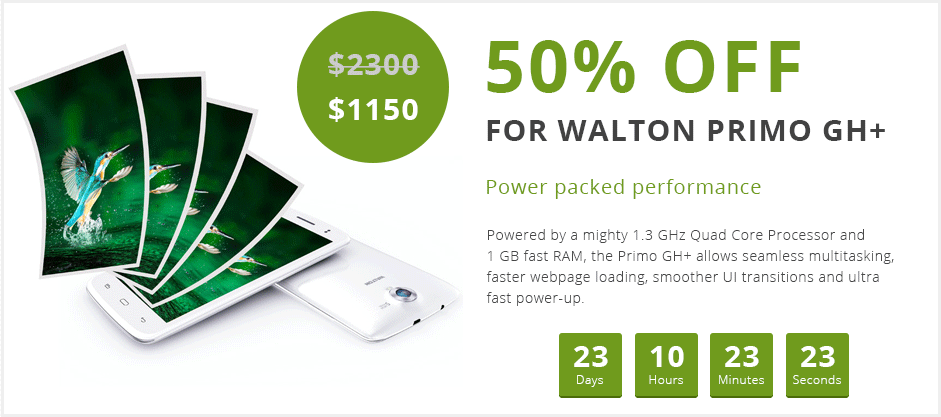 $2300
$1150
50% OFF
FOR WALTON PRIMO GH+
Power packed performance
Powered by a mighty 1.3 GHz Quad Core Processor and
1 GB fast RAM, the Primo GH+ allows seamless multitasking,
faster webpage loading, smoother UI transitions and ultra
fast power-up.
23 10 23 23
Days Hours Minutes Seconds
WALTON